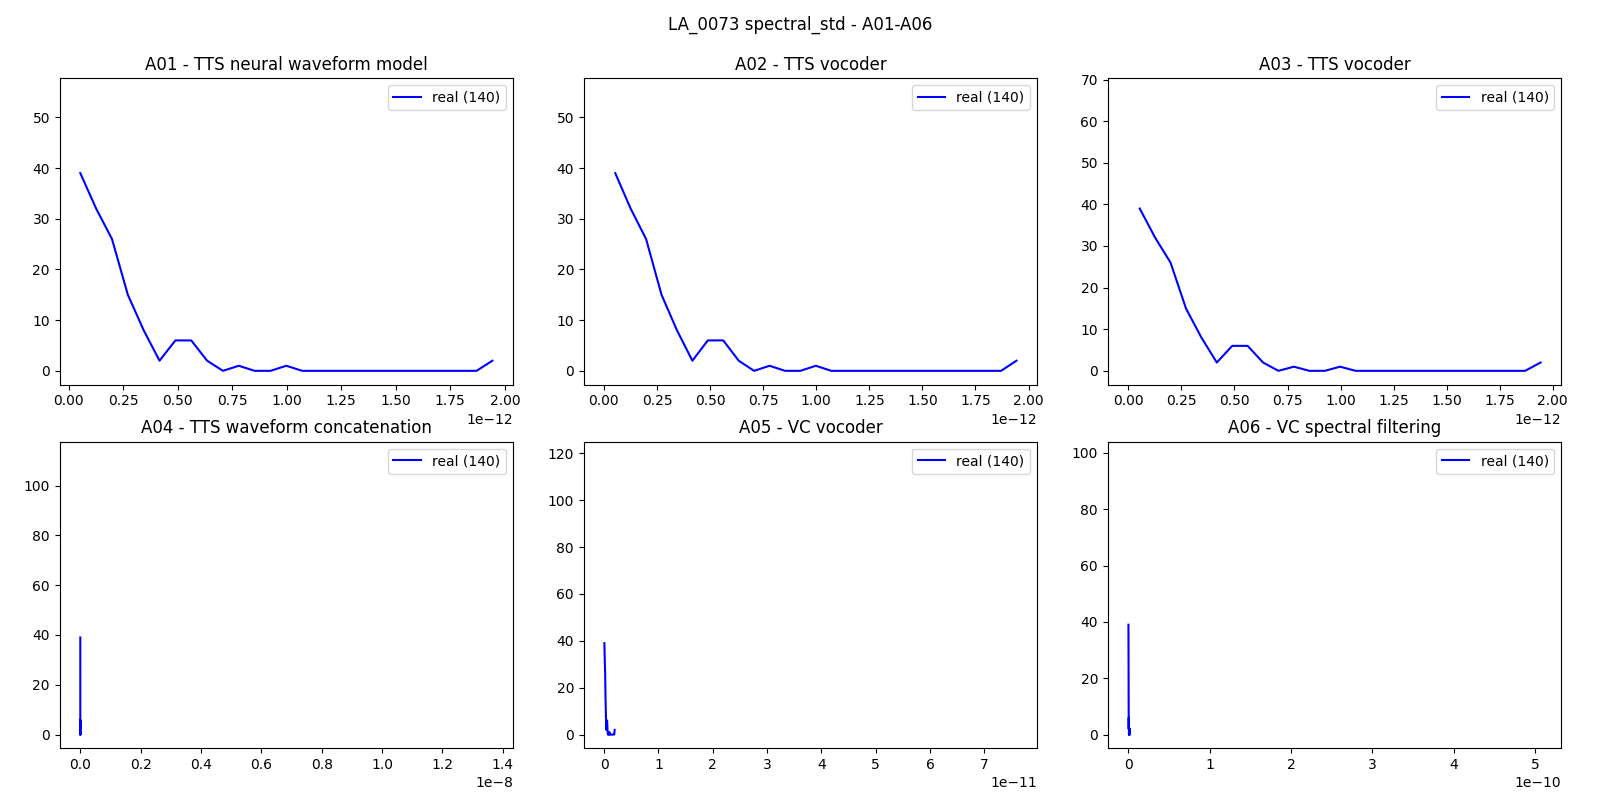 LA_0073 spectral_std - A01-A06
A01 - TTS neural waveform model
real (140)
50
40
30
20
10
0
0.00 0.25 0.50 0.75 1.00 1.25 1.50 1.75 2.00
1e−12
A02 - TTS vocoder
real (140)
50
40
30
20
10
0
0.00 0.25 0.50 0.75 1.00 1.25 1.50 1.75 2.00
1e−12
A03 - TTS vocoder
real (140)
70
60
50
40
30
20
10
0
0.00 0.25 0.50 0.75 1.00 1.25 1.50 1.75 2.00
1e−12
A04 - TTS waveform concatenation
real (140)
100
80
60
40
20
0
0.0 0.2 0.4 0.6 0.8 1.0 1.2 1.4
1e−8
A05 - VC vocoder
real (140)
120
100
80
60
40
20
0
0 1 2 3 4 5 6 7
1e−11
A06 - VC spectral filtering
real (140)
100
80
60
40
20
0
0 1 2 3 4 5
1e−10